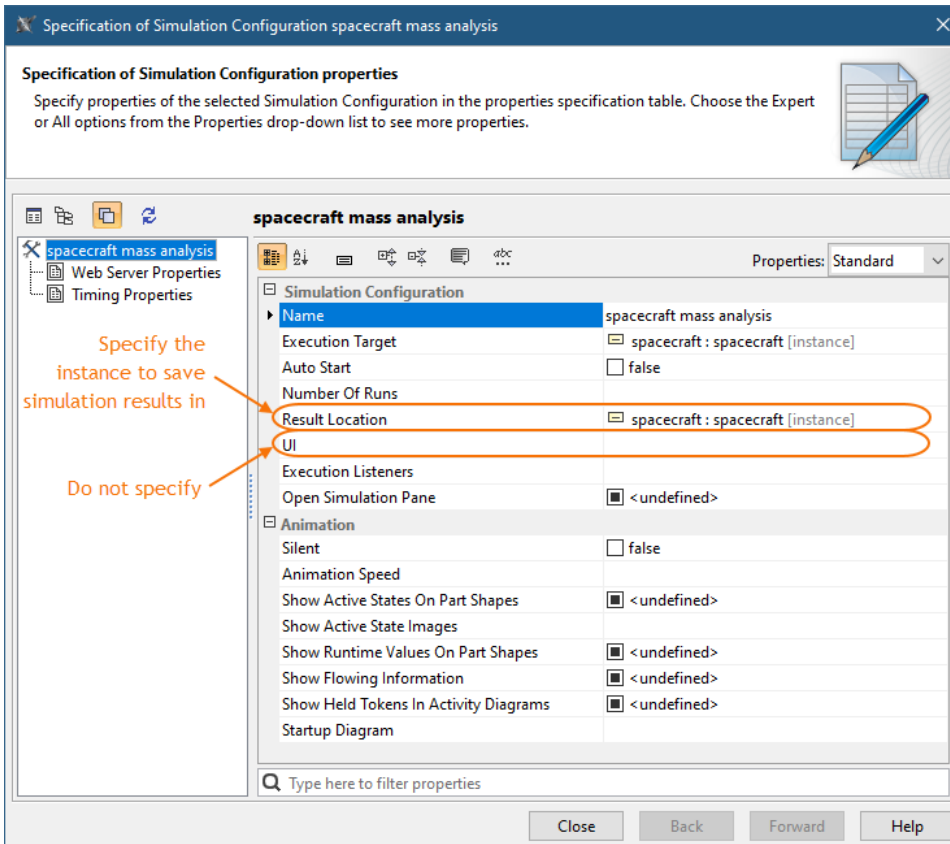 Specification of Simulation Configuration spacecraft mass analysis
Specification of Simulation Configuration properties
Specify properties of the selected Simulation Configuration in the properties specification table. Choose the Expert
or All options from the Properties drop-down list to see more properties.
spacecraft mass analysis
Web Server Properties
Timing Properties
Specify the
instance to save
simulation results in
Do not specify
spacecraft mass analysis
Properties: Standard
Simulation Configuration
Name spacecraft mass analysis
Execution Target spacecraft : spacecraft [instance]
Auto Start false
Number Of Runs
Result Location spacecraft : spacecraft [instance]
UI
Execution Listeners
Open Simulation Pane <undefined>
Animation
Silent false
Animation Speed
Show Active States On Part Shapes <undefined>
Show Active State Images
Show Runtime Values On Part Shapes <undefined>
Show Flowing Information <undefined>
Show Held Tokens In Activity Diagrams <undefined>
Startup Diagram
Type here to filter properties
Close Back Forward Help